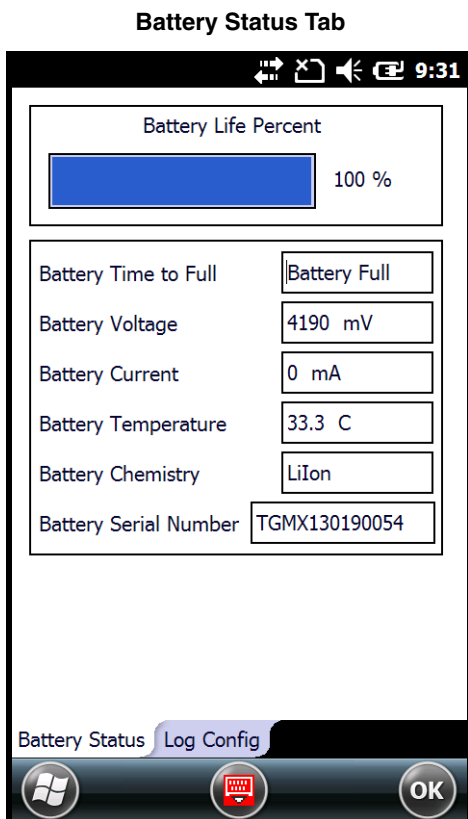 Battery Status Tab
9:31
Battery Life Percent
100 %
Battery Time to Full Battery Full
Battery Voltage 4190 mV
Battery Current 0 mA
Battery Temperature 33.3 C
Battery Chemistry LiIon
Battery Serial Number TGMX130190054
Battery Status Log Config
OK